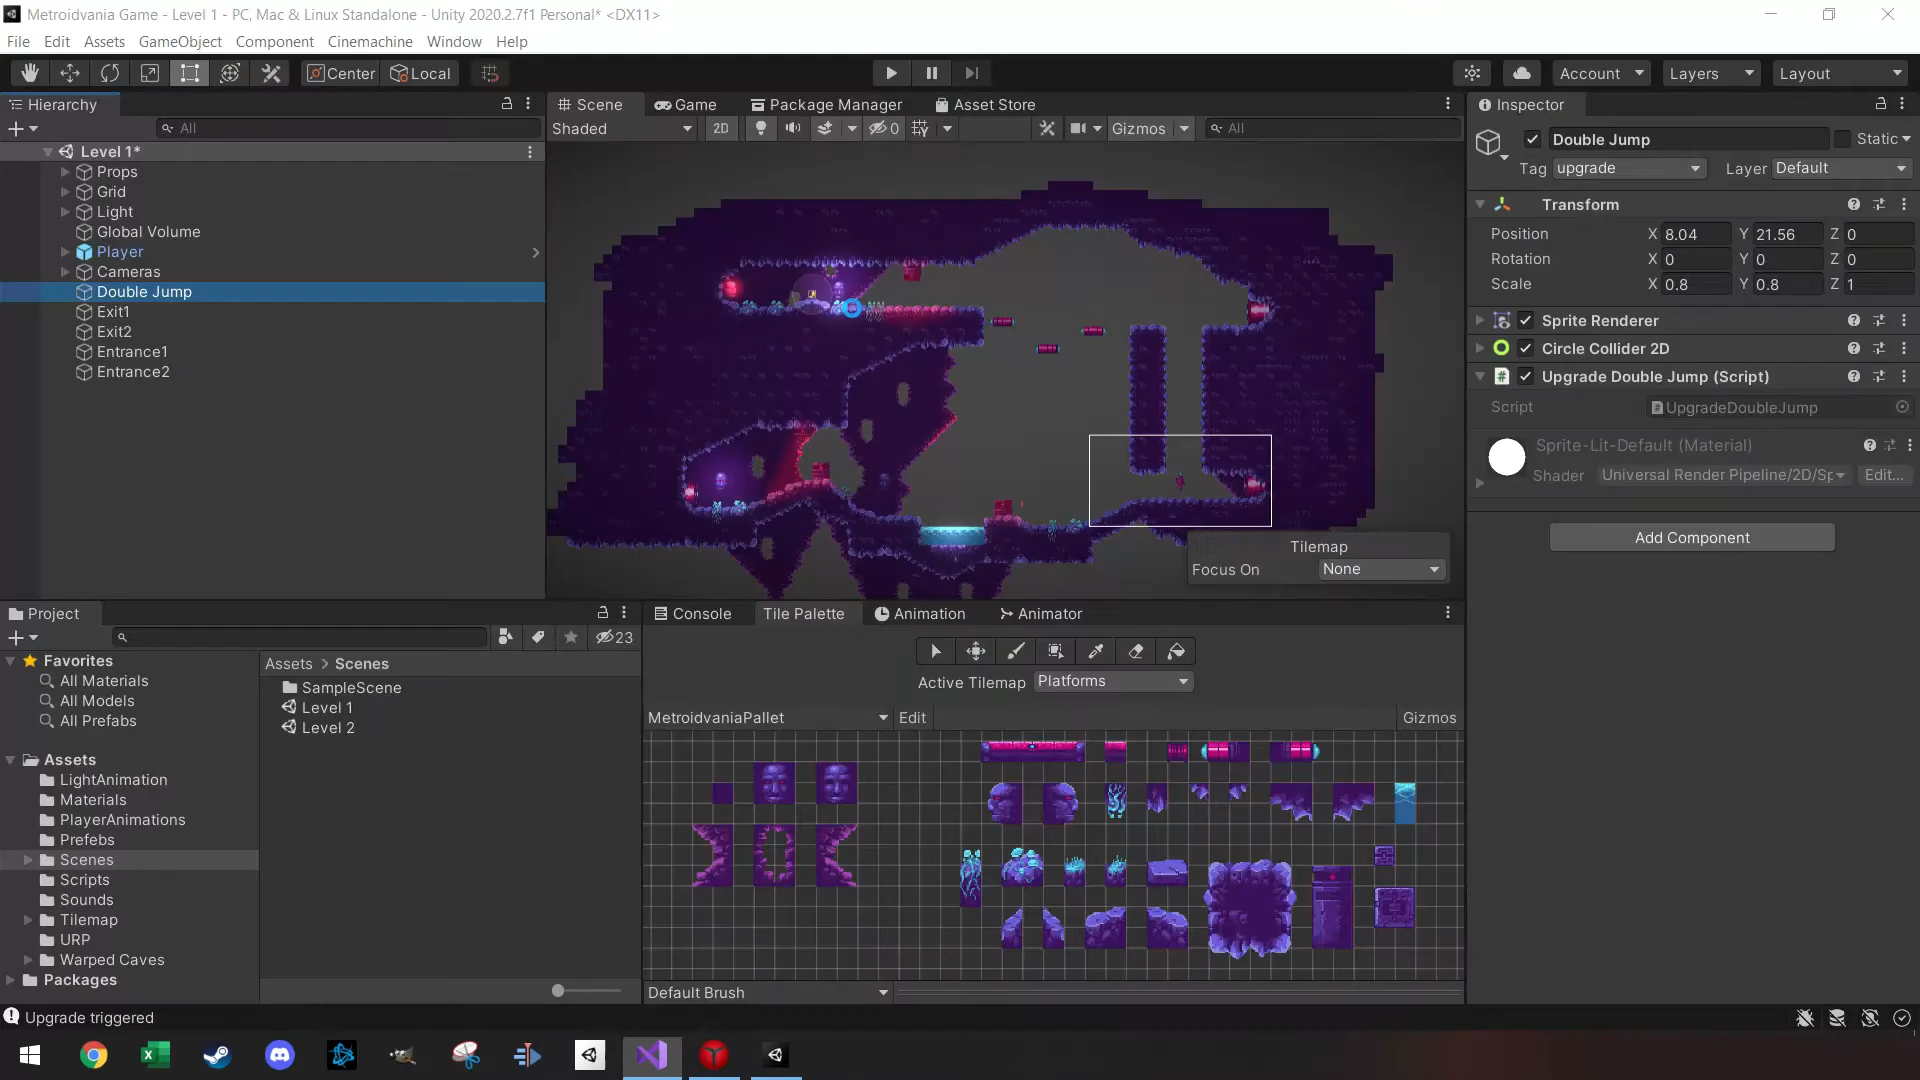 Metroidvania Game - Level 1 - PC, Mac & Linux Standalone - Unity 2020.2.7f1 Personal* <DX11>
File Edit Assets GameObject Component Cinemachine Window Help
Center Local Account Layers Layout
Hierarchy
All
Level 1*
Props
Grid
Light
Global Volume
Player
Cameras
Double Jump
Exit1
Exit2
Entrance1
Entrance2
Scene Game Package Manager Asset Store
Shaded 2D 0 Gizmos All
Tilemap
Focus On None
Inspector
Double Jump Static
Tag upgrade Layer Default
Transform
Position X 8.04 Y 21.56 Z 0
Rotation X 0 Y 0 Z 0
Scale X 0.8 Y 0.8 Z 1
Sprite Renderer
Circle Collider 2D
Upgrade Double Jump (Script)
Script UpgradeDoubleJump
Sprite-Lit-Default (Material)
Shader Universal Render Pipeline/2D/Sp Edit...
Add Component
Project
23
Favorites
All Materials
All Models
All Prefabs
Assets
LightAnimation
Materials
PlayerAnimations
Prefebs
Scenes
Scripts
Sounds
Tilemap
URP
Warped Caves
Packages
Assets > Scenes
SampleScene
Level 1
Level 2
Console Tile Palette Animation Animator
Active Tilemap Platforms
MetroidvaniaPallet Edit Gizmos
Default Brush
Upgrade triggered